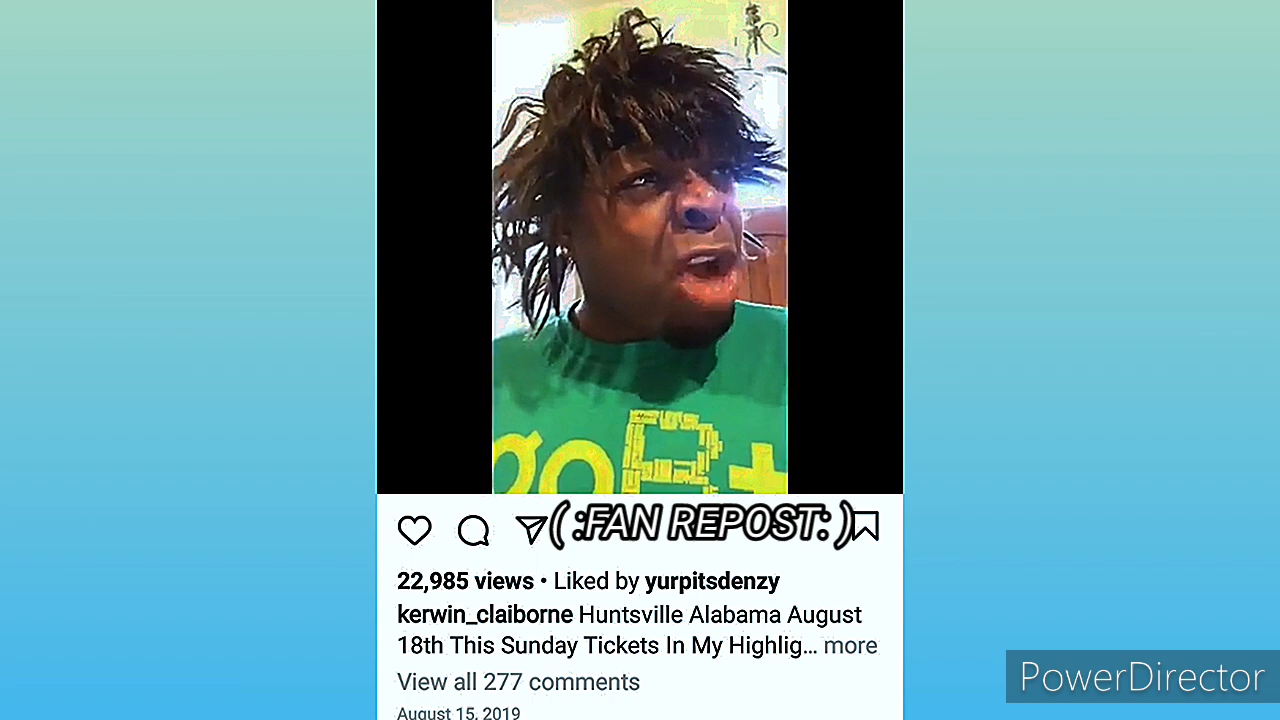 goR+
( :FAN REPOST: )
22,985 views • Liked by yurpitsdenzy
kerwin_claiborne Huntsville Alabama August
18th This Sunday Tickets In My Highlig... more
View all 277 comments
August 15, 2019
PowerDirector